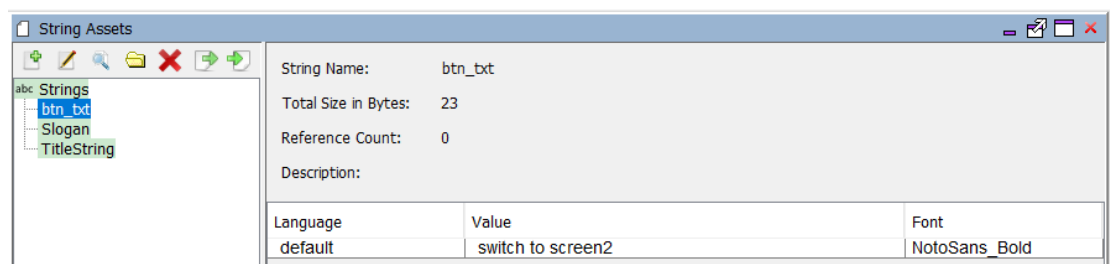 String Assets
abc Strings
btn_txt
Slogan
TitleString
String Name: btn_txt
Total Size in Bytes: 23
Reference Count: 0
Description:
Language Value Font
default switch to screen2 NotoSans_Bold